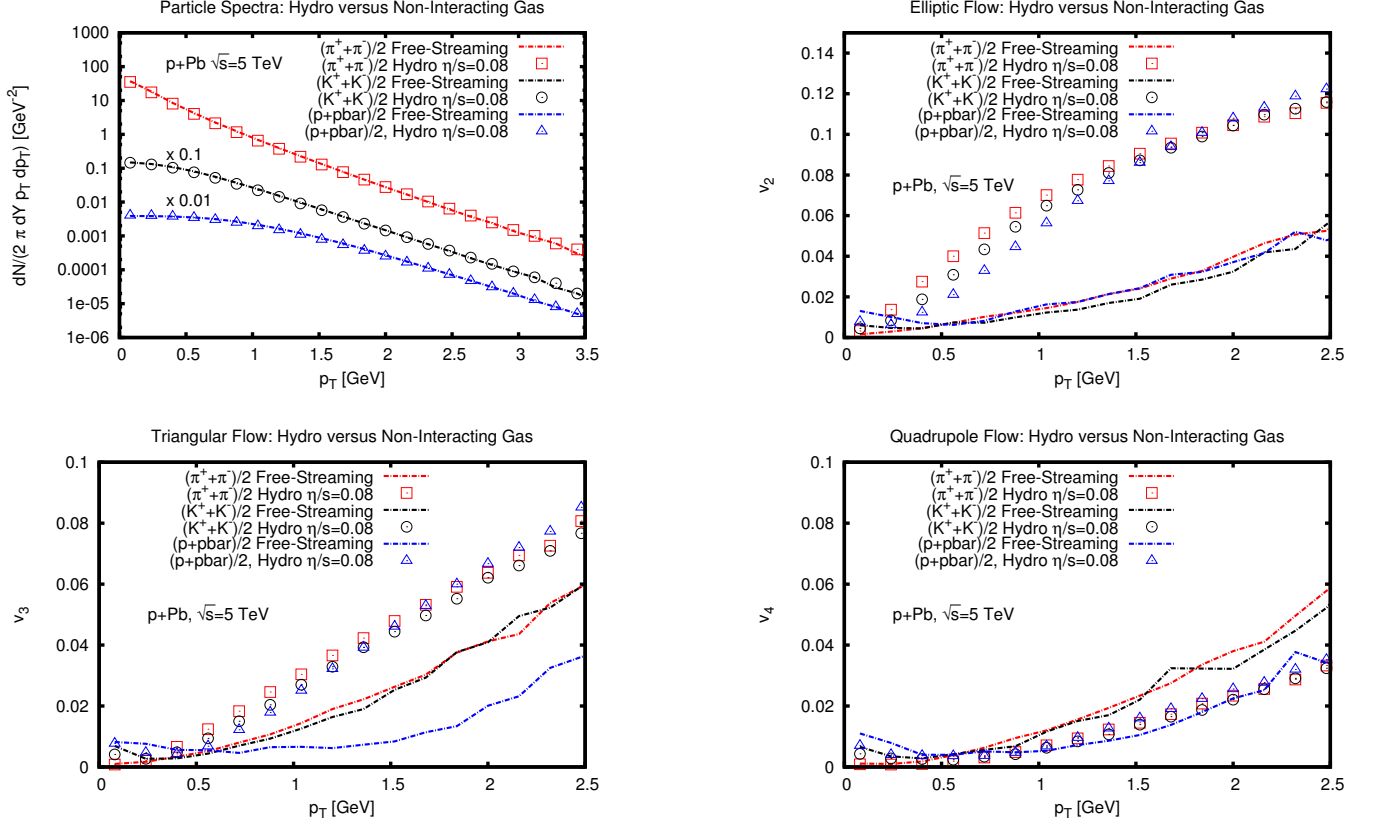 Particle Spectra: Hydro versus Non-Interacting Gas
dN/(2 π dY p_T dp_T) [GeV⁻²]
1000
100
10
1
0.1
0.01
0.001
0.0001
1e-05
1e-06
p+Pb √s=5 TeV
(π⁺+π⁻)/2 Free-Streaming
(π⁺+π⁻)/2 Hydro η/s=0.08
(K⁺+K⁻)/2 Free-Streaming
(K⁺+K⁻)/2 Hydro η/s=0.08
(p+pbar)/2 Free-Streaming
(p+pbar)/2, Hydro η/s=0.08
x 0.1
x 0.01
0 0.5 1 1.5 2 2.5 3 3.5
p_T [GeV]
Elliptic Flow: Hydro versus Non-Interacting Gas
v₂
0.14
0.12
0.1
0.08
0.06
0.04
0.02
0
(π⁺+π⁻)/2 Free-Streaming
(π⁺+π⁻)/2 Hydro η/s=0.08
(K⁺+K⁻)/2 Free-Streaming
(K⁺+K⁻)/2 Hydro η/s=0.08
(p+pbar)/2 Free-Streaming
(p+pbar)/2, Hydro η/s=0.08
p+Pb, √s=5 TeV
0 0.5 1 1.5 2 2.5
p_T [GeV]
Triangular Flow: Hydro versus Non-Interacting Gas
v₃
0.1
0.08
0.06
0.04
0.02
0
(π⁺+π⁻)/2 Free-Streaming
(π⁺+π⁻)/2 Hydro η/s=0.08
(K⁺+K⁻)/2 Free-Streaming
(K⁺+K⁻)/2 Hydro η/s=0.08
(p+pbar)/2 Free-Streaming
(p+pbar)/2, Hydro η/s=0.08
p+Pb, √s=5 TeV
0 0.5 1 1.5 2 2.5
p_T [GeV]
Quadrupole Flow: Hydro versus Non-Interacting Gas
v₄
0.1
0.08
0.06
0.04
0.02
0
(π⁺+π⁻)/2 Free-Streaming
(π⁺+π⁻)/2 Hydro η/s=0.08
(K⁺+K⁻)/2 Free-Streaming
(K⁺+K⁻)/2 Hydro η/s=0.08
(p+pbar)/2 Free-Streaming
(p+pbar)/2, Hydro η/s=0.08
p+Pb, √s=5 TeV
0 0.5 1 1.5 2 2.5
p_T [GeV]